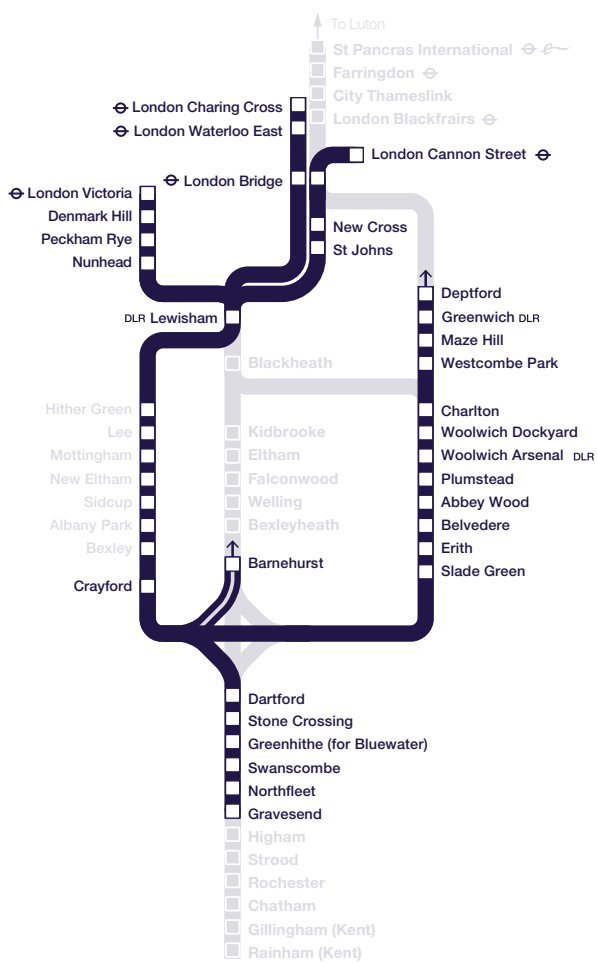 To Luton
St Pancras International
Farringdon
City Thameslink
London Blackfrairs
London Charing Cross
London Waterloo East
London Cannon Street
London Bridge
London Victoria
Denmark Hill
Peckham Rye
Nunhead
New Cross
St Johns
DLR Lewisham
Deptford
Greenwich DLR
Maze Hill
Westcombe Park
Blackheath
Hither Green
Lee
Mottingham
New Eltham
Sidcup
Albany Park
Bexley
Crayford
Kidbrooke
Eltham
Falconwood
Welling
Bexleyheath
Barnehurst
Charlton
Woolwich Dockyard
Woolwich Arsenal DLR
Plumstead
Abbey Wood
Belvedere
Erith
Slade Green
Dartford
Stone Crossing
Greenhithe (for Bluewater)
Swanscombe
Northfleet
Gravesend
Higham
Strood
Rochester
Chatham
Gillingham (Kent)
Rainham (Kent)